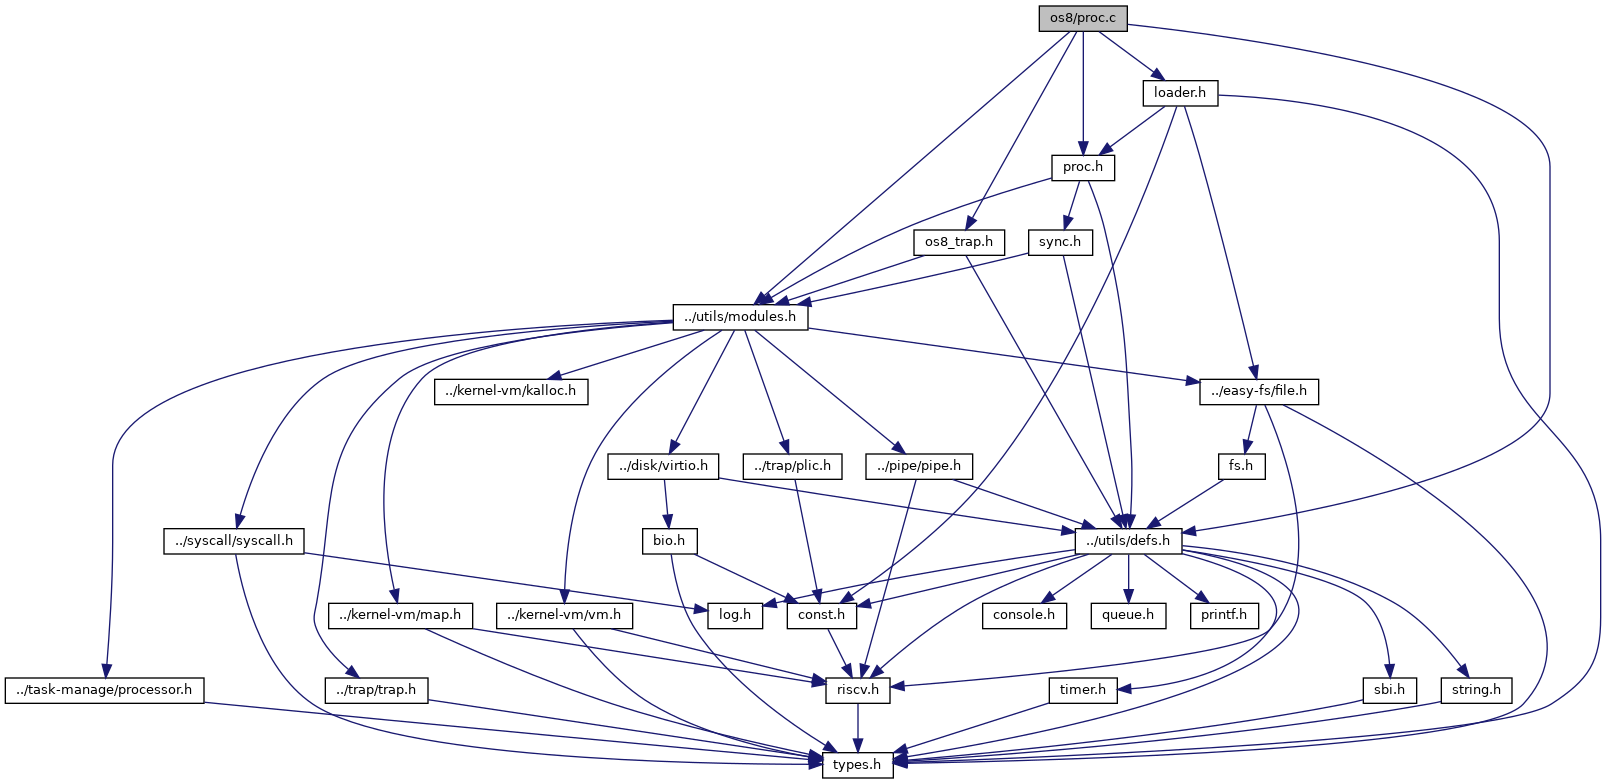 os8/proc.c
loader.h
proc.h
os8_trap.h
sync.h
../utils/modules.h
../kernel-vm/kalloc.h
../easy-fs/file.h
../disk/virtio.h
../trap/plic.h
../pipe/pipe.h
fs.h
../syscall/syscall.h
bio.h
../utils/defs.h
../kernel-vm/map.h
../kernel-vm/vm.h
log.h
const.h
console.h
queue.h
printf.h
../task-manage/processor.h
../trap/trap.h
riscv.h
timer.h
sbi.h
string.h
types.h